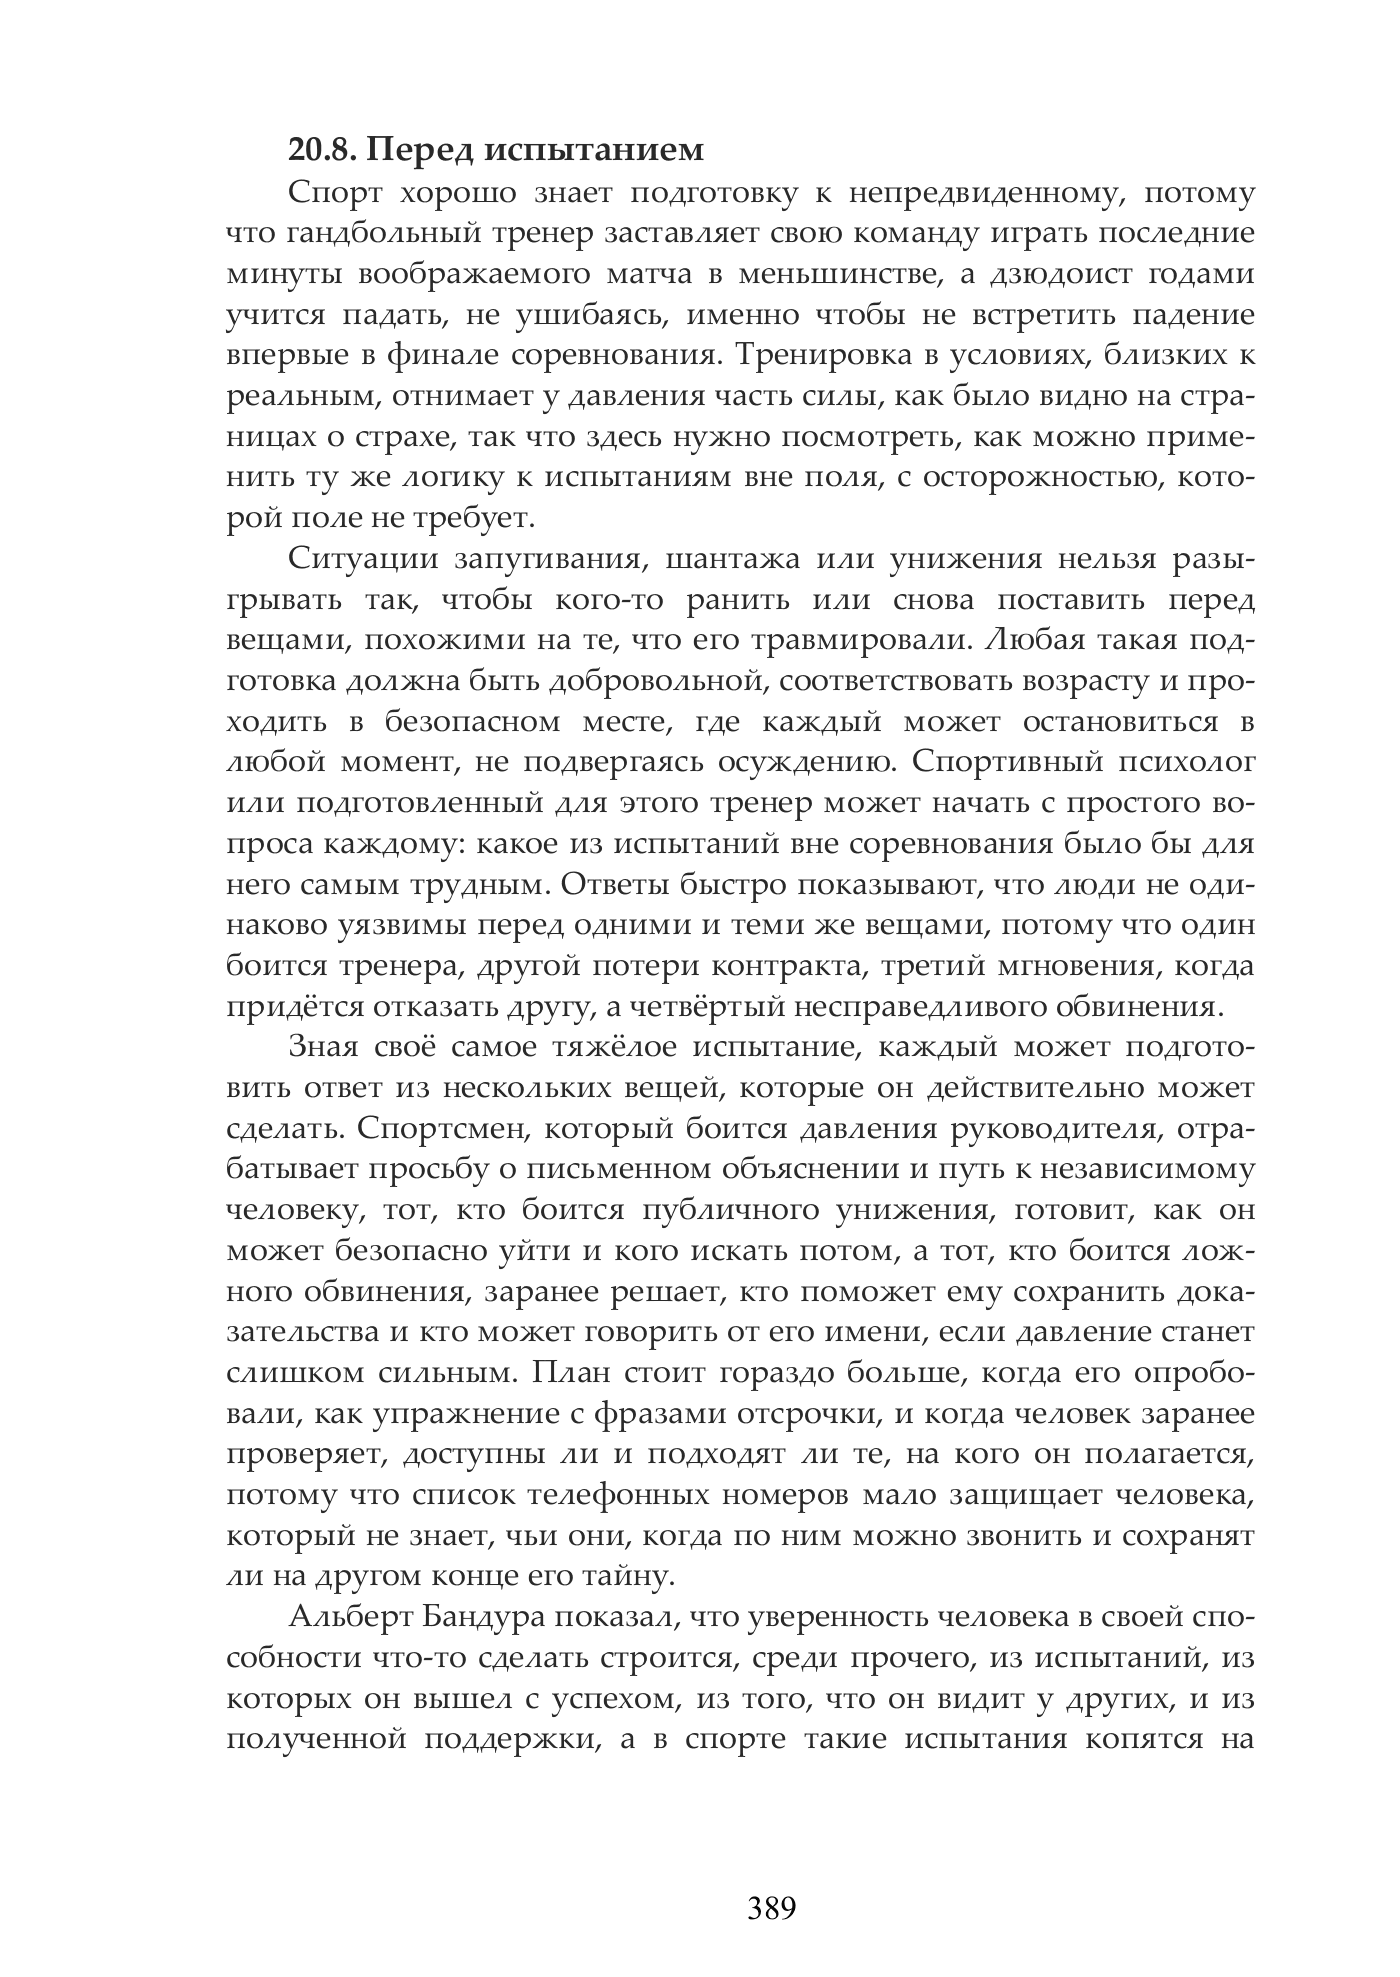 20.8. Перед испытанием
Спорт хорошо знает подготовку к непредвиденному, потому
что гандбольный тренер заставляет свою команду играть последние
минуты воображаемого матча в меньшинстве, а дзюдоист годами
учится падать, не ушибаясь, именно чтобы не встретить падение
впервые в финале соревнования. Тренировка в условиях, близких к
реальным, отнимает у давления часть силы, как было видно на стра-
ницах о страхе, так что здесь нужно посмотреть, как можно приме-
нить ту же логику к испытаниям вне поля, с осторожностью, кото-
рой поле не требует.
Ситуации запугивания, шантажа или унижения нельзя разы-
грывать так, чтобы кого-то ранить или снова поставить перед
вещами, похожими на те, что его травмировали. Любая такая под-
готовка должна быть добровольной, соответствовать возрасту и про-
ходить в безопасном месте, где каждый может остановиться в
любой момент, не подвергаясь осуждению. Спортивный психолог
или подготовленный для этого тренер может начать с простого во-
проса каждому: какое из испытаний вне соревнования было бы для
него самым трудным. Ответы быстро показывают, что люди не оди-
наково уязвимы перед одними и теми же вещами, потому что один
боится тренера, другой потери контракта, третий мгновения, когда
придётся отказать другу, а четвёртый несправедливого обвинения.
Зная своё самое тяжёлое испытание, каждый может подгото-
вить ответ из нескольких вещей, которые он действительно может
сделать. Спортсмен, который боится давления руководителя, отра-
батывает просьбу о письменном объяснении и путь к независимому
человеку, тот, кто боится публичного унижения, готовит, как он
может безопасно уйти и кого искать потом, а тот, кто боится лож-
ного обвинения, заранее решает, кто поможет ему сохранить дока-
зательства и кто может говорить от его имени, если давление станет
слишком сильным. План стоит гораздо больше, когда его опробо-
вали, как упражнение с фразами отсрочки, и когда человек заранее
проверяет, доступны ли и подходят ли те, на кого он полагается,
потому что список телефонных номеров мало защищает человека,
который не знает, чьи они, когда по ним можно звонить и сохранят
ли на другом конце его тайну.
Альберт Бандура показал, что уверенность человека в своей спо-
собности что-то сделать строится, среди прочего, из испытаний, из
которых он вышел с успехом, из того, что он видит у других, и из
полученной поддержки, а в спорте такие испытания копятся на
389